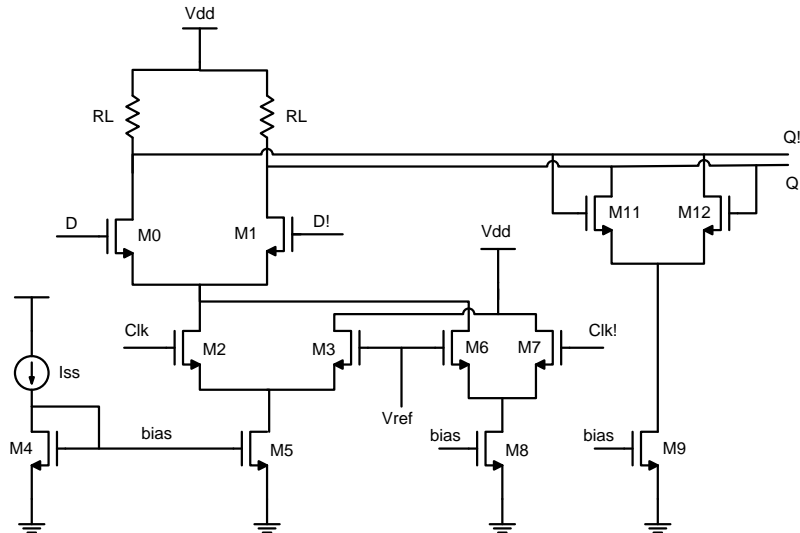 Vdd
RL
RL
Q!
Q
D
M0
M1
D!
M11
M12
Vdd
Clk
M2
M3
M6
M7
Clk!
Iss
Vref
M4
bias
M5
bias
M8
bias
M9